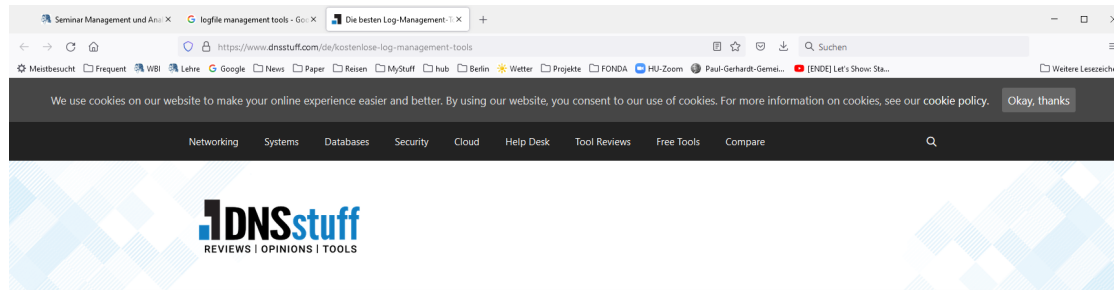 Seminar Management und Anal
logfile management tools - Goo
Die besten Log-Management-T
https://www.dnsstuff.com/de/kostenlose-log-management-tools
Suchen
Meistbesucht Frequent WBI Lehre Google News Paper Reisen MyStuff hub Berlin Wetter Projekte FONDA HU-Zoom Paul-Gerhardt-Gemei... [ENDE] Let's Show: Sta... Weitere Lesezeiche
We use cookies on our website to make your online experience easier and better. By using our website, you consent to our use of cookies. For more information on cookies, see our cookie policy. Okay, thanks
Networking Systems Databases Security Cloud Help Desk Tool Reviews Free Tools Compare
DNSstuff
REVIEWS | OPINIONS | TOOLS